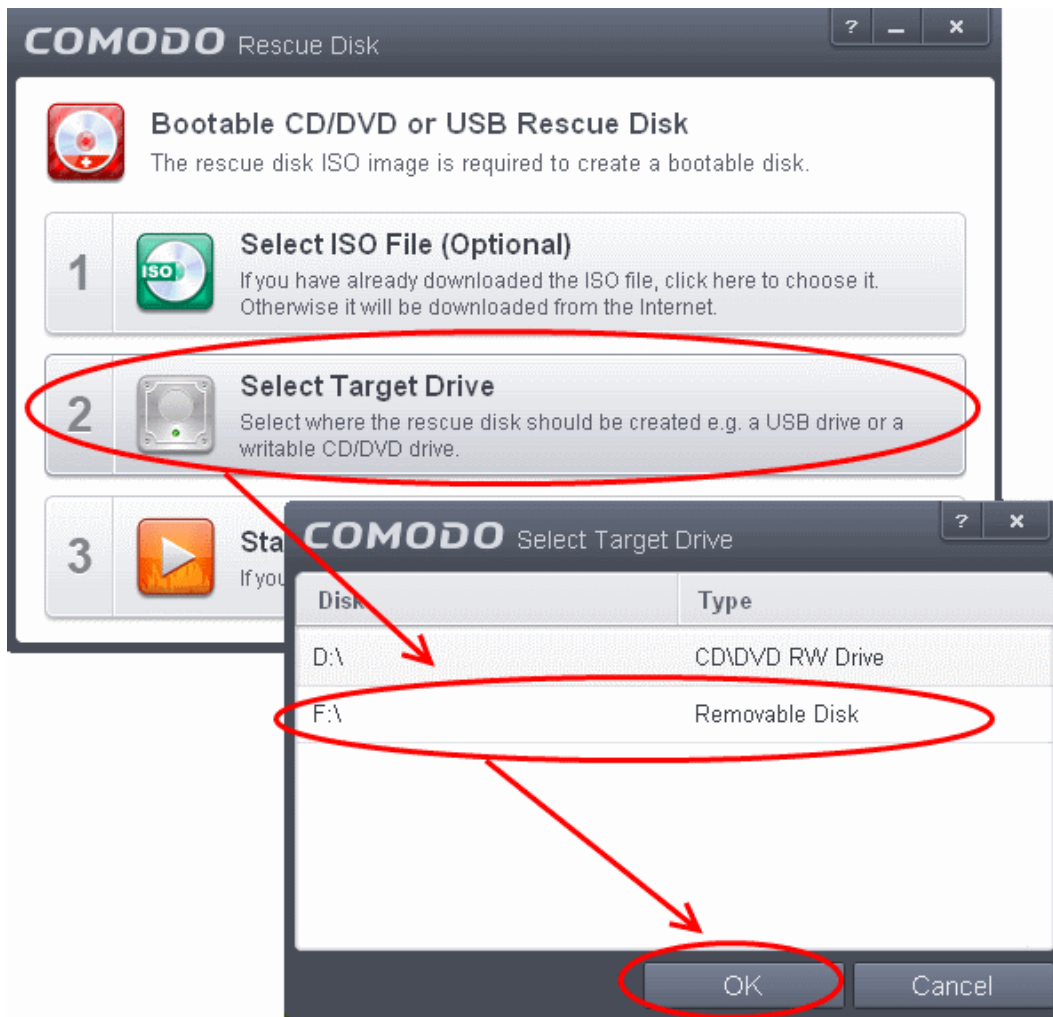 COMODO Rescue Disk
Bootable CD/DVD or USB Rescue Disk
The rescue disk ISO image is required to create a bootable disk.
1
ISO
Select ISO File (Optional)
If you have already downloaded the ISO file, click here to choose it.
Otherwise it will be downloaded from the Internet.
2
Select Target Drive
Select where the rescue disk should be created e.g. a USB drive or a
writable CD/DVD drive.
3
Sta
If you
COMODO Select Target Drive
Disk Type
D:\ CD\DVD RW Drive
F:\ Removable Disk
OK Cancel